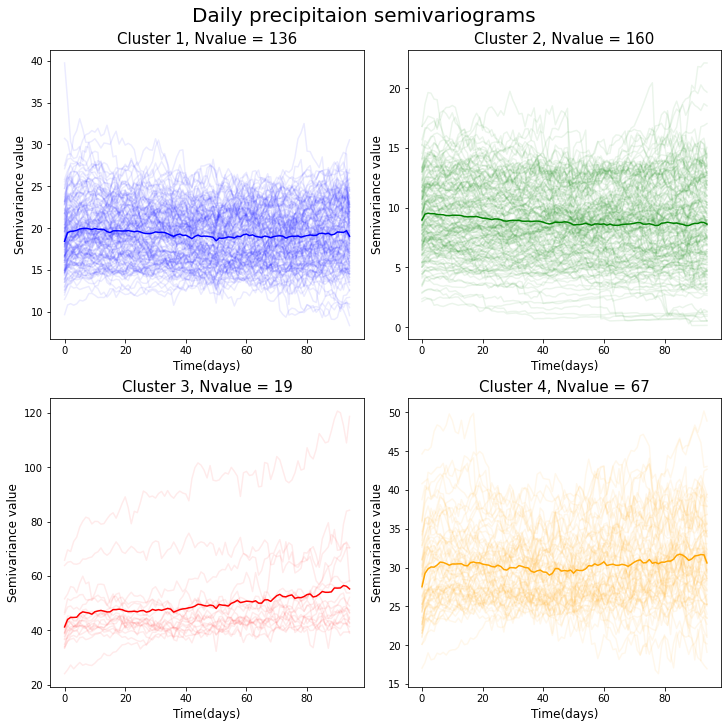 Daily precipitaion semivariograms
Cluster 1, Nvalue = 136
Semivariance value
40
35
30
25
20
15
10
0 20 40 60 80
Time(days)
Cluster 2, Nvalue = 160
Semivariance value
20
15
10
5
0
0 20 40 60 80
Time(days)
Cluster 3, Nvalue = 19
Semivariance value
120
100
80
60
40
20
0 20 40 60 80
Time(days)
Cluster 4, Nvalue = 67
Semivariance value
50
45
40
35
30
25
20
15
0 20 40 60 80
Time(days)